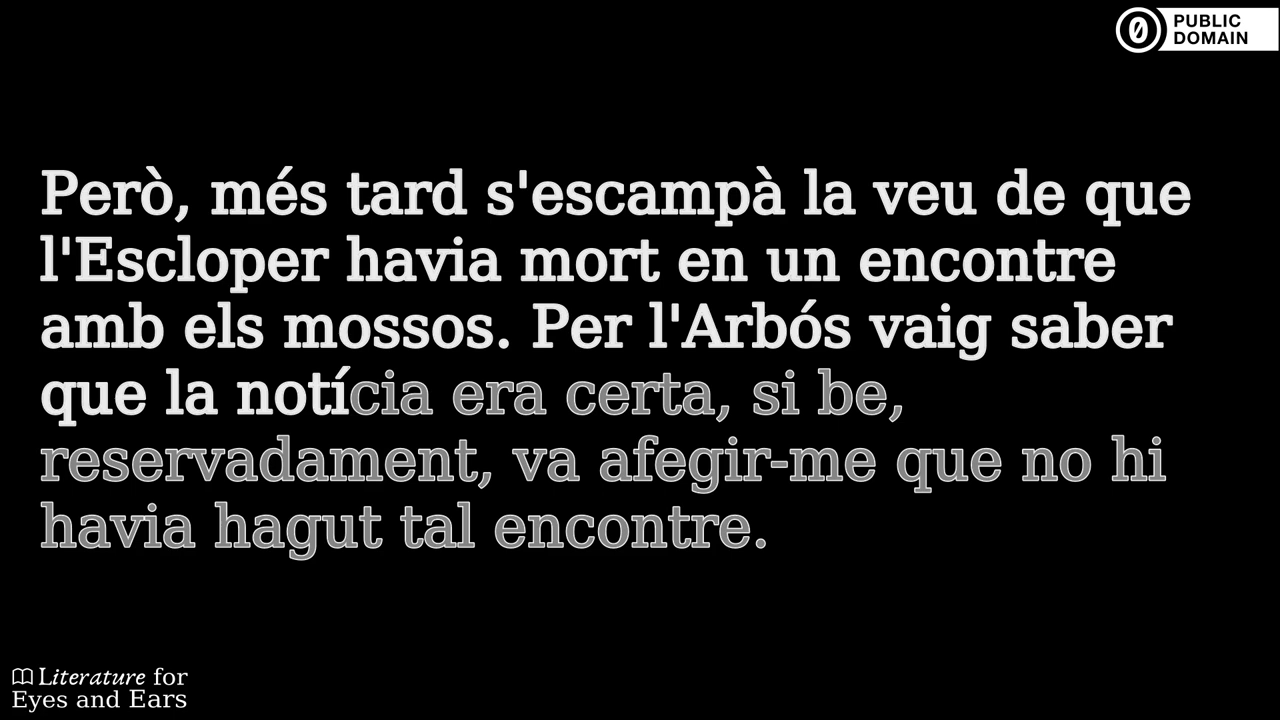 PUBLIC
DOMAIN
Però, més tard s'escampà la veu de que
l'Escloper havia mort en un encontre
amb els mossos. Per l'Arbós vaig saber
que la notícia era certa, si be,
reservadament, va afegir-me que no hi
havia hagut tal encontre.
Literature for
Eyes and Ears